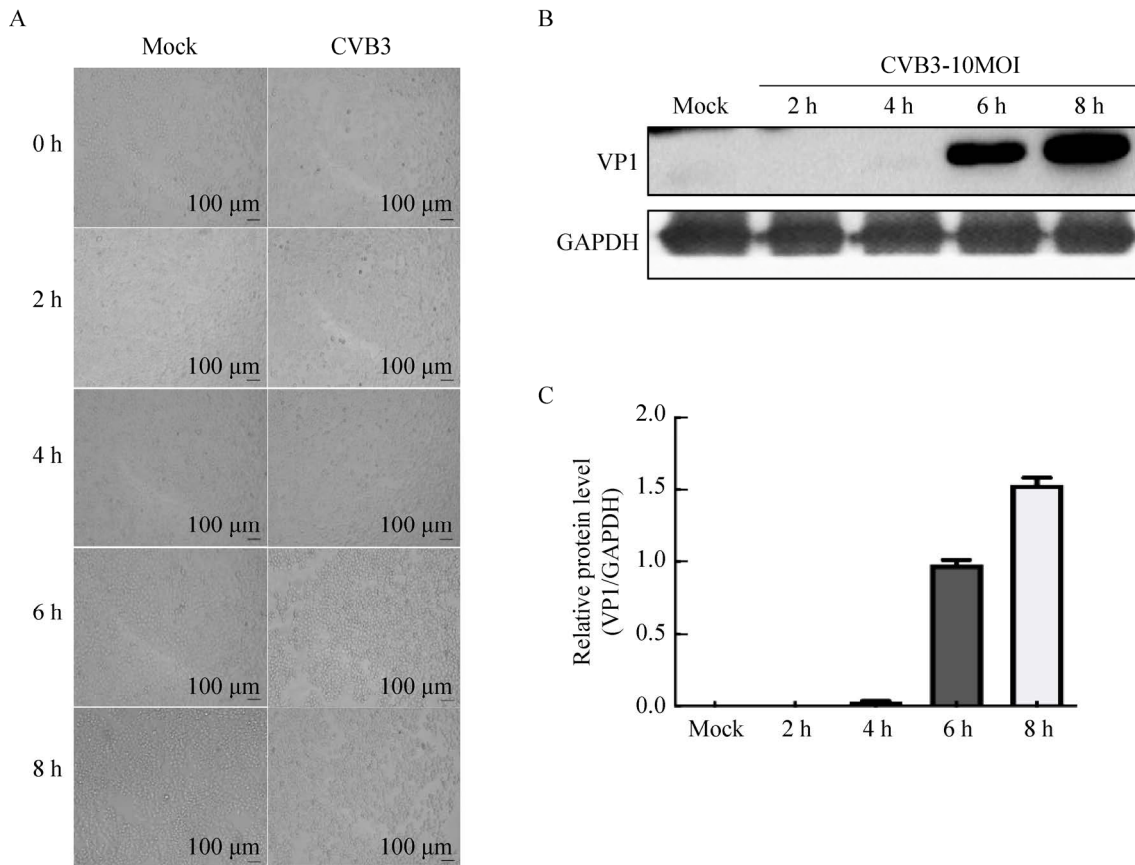 A
Mock CVB3
0 h
100 μm 100 μm
2 h
100 μm 100 μm
4 h
100 μm 100 μm
6 h
100 μm 100 μm
8 h
100 μm 100 μm
B
CVB3-10MOI
Mock 2 h 4 h 6 h 8 h
VP1
GAPDH
C
Relative protein level
(VP1/GAPDH)
2.0
1.5
1.0
0.5
0.0
Mock 2 h 4 h 6 h 8 h